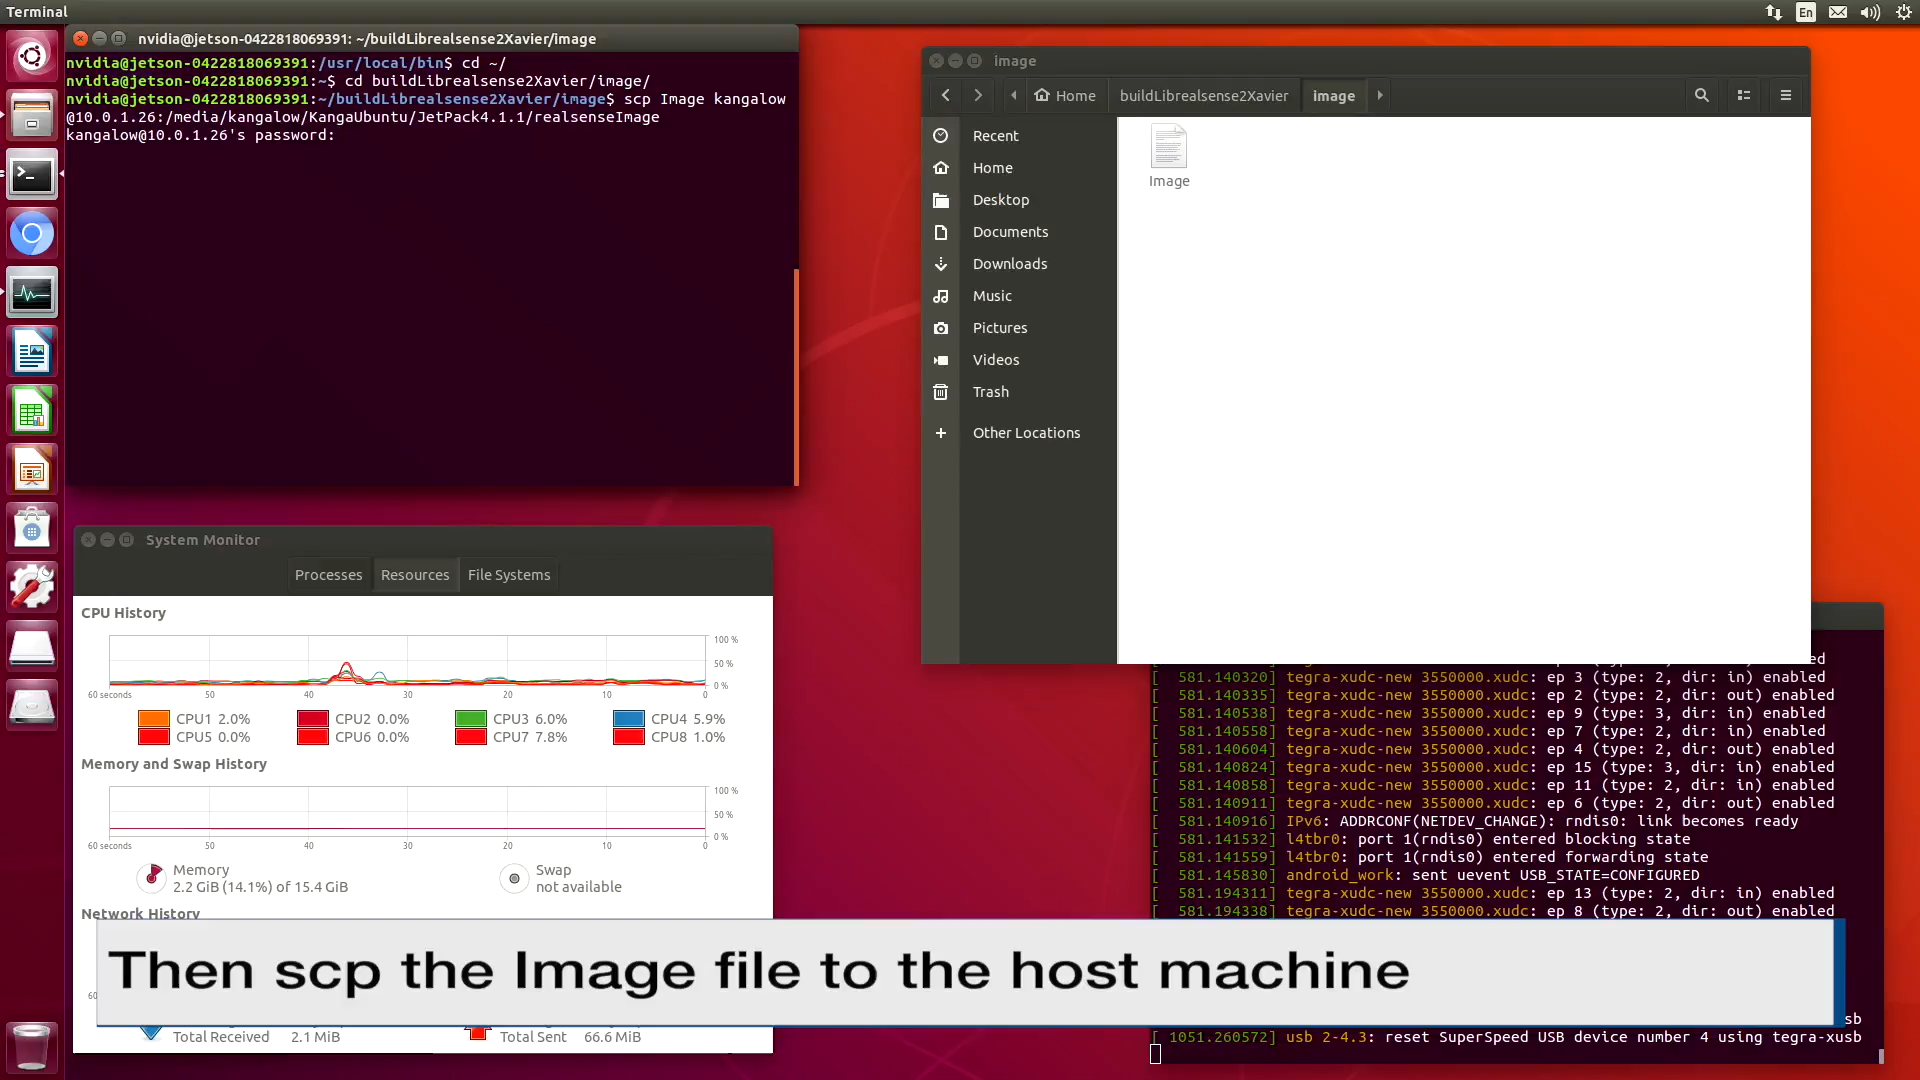 Terminal
En
nvidia@jetson-0422818069391: ~/buildLibrealsense2Xavier/image
nvidia@jetson-0422818069391:/usr/local/bin$ cd ~/
nvidia@jetson-0422818069391:~$ cd buildLibrealsense2Xavier/image/
nvidia@jetson-0422818069391:~/buildLibrealsense2Xavier/image$ scp Image kangalow
@10.0.1.26:/media/kangalow/KangaUbuntu/JetPack4.1.1/realsenseImage
kangalow@10.0.1.26's password:
image
Home
buildLibrealsense2Xavier
image
Recent
Home
Desktop
Documents
Downloads
Music
Pictures
Videos
Trash
Other Locations
Image
System Monitor
Processes
Resources
File Systems
CPU History
100 %
50 %
0 %
60 seconds 50 40 30 20 10 0
CPU1 2.0% CPU2 0.0% CPU3 6.0% CPU4 5.9%
CPU5 0.0% CPU6 0.0% CPU7 7.8% CPU8 1.0%
Memory and Swap History
100 %
50 %
0 %
60 seconds 50 40 30 20 10 0
Memory
2.2 GiB (14.1%) of 15.4 GiB
Swap
not available
Network History
60
Total Received 2.1 MiB
Total Sent 66.6 MiB
[ 581.140320] tegra-xudc-new 3550000.xudc: ep 3 (type: 2, dir: in) enabled
[ 581.140335] tegra-xudc-new 3550000.xudc: ep 2 (type: 2, dir: out) enabled
[ 581.140538] tegra-xudc-new 3550000.xudc: ep 9 (type: 3, dir: in) enabled
[ 581.140558] tegra-xudc-new 3550000.xudc: ep 7 (type: 2, dir: in) enabled
[ 581.140604] tegra-xudc-new 3550000.xudc: ep 4 (type: 2, dir: out) enabled
[ 581.140824] tegra-xudc-new 3550000.xudc: ep 15 (type: 3, dir: in) enabled
[ 581.140858] tegra-xudc-new 3550000.xudc: ep 11 (type: 2, dir: in) enabled
[ 581.140911] tegra-xudc-new 3550000.xudc: ep 6 (type: 2, dir: out) enabled
[ 581.140916] IPv6: ADDRCONF(NETDEV_CHANGE): rndis0: link becomes ready
[ 581.141532] l4tbr0: port 1(rndis0) entered blocking state
[ 581.141559] l4tbr0: port 1(rndis0) entered forwarding state
[ 581.145830] android_work: sent uevent USB_STATE=CONFIGURED
[ 581.194311] tegra-xudc-new 3550000.xudc: ep 13 (type: 2, dir: in) enabled
[ 581.194338] tegra-xudc-new 3550000.xudc: ep 8 (type: 2, dir: out) enabled
sb
[ 1051.260572] usb 2-4.3: reset SuperSpeed USB device number 4 using tegra-xusb
Then scp the Image file to the host machine